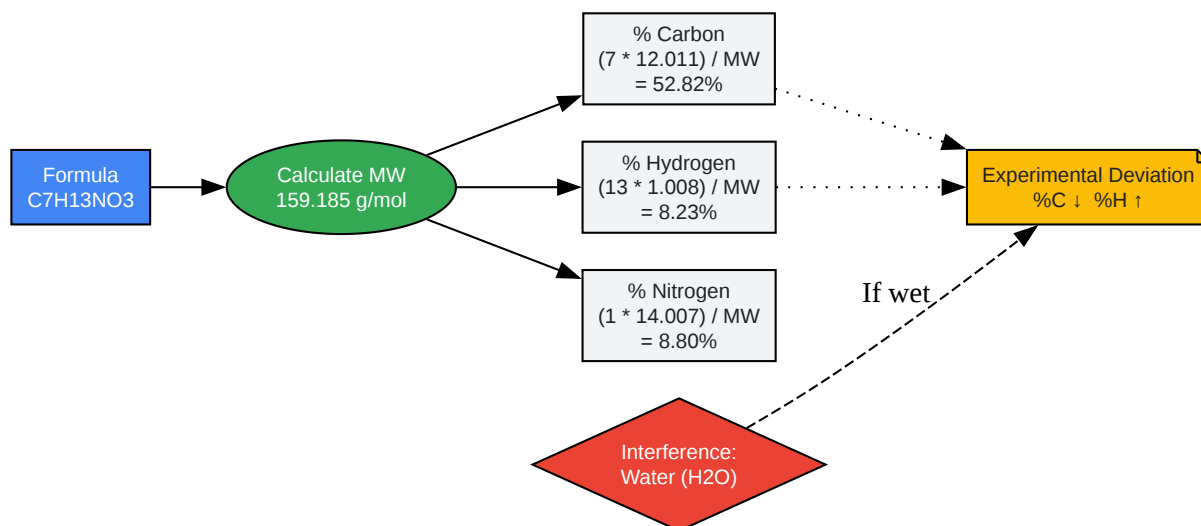 Formula
C7H13NO3
Calculate MW
159.185 g/mol
% Carbon
(7 * 12.011) / MW
= 52.82%
% Hydrogen
(13 * 1.008) / MW
= 8.23%
% Nitrogen
(1 * 14.007) / MW
= 8.80%
Experimental Deviation
%C ↓ %H ↑
If wet
Interference:
Water (H2O)